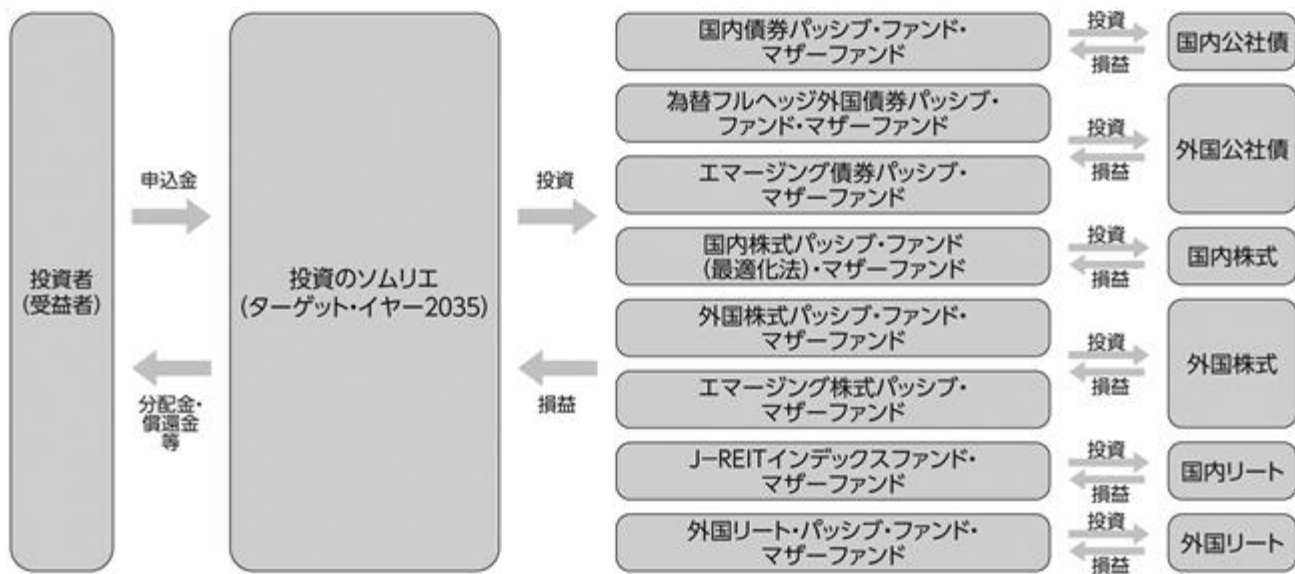 投資者
(受益者)
申込金
分配金・
償還金
等
投資のソムリエ
(ターゲット・イヤー2035)
投資
損益
国内債券パッシブ・ファンド・
マザーファンド
投資
損益
国内公社債
為替フルヘッジ外国債券パッシブ・
ファンド・マザーファンド
エマージング債券パッシブ・
マザーファンド
投資
損益
外国公社債
国内株式パッシブ・ファンド
(最適化法)・マザーファンド
投資
損益
国内株式
外国株式パッシブ・ファンド・
マザーファンド
エマージング株式パッシブ・
マザーファンド
投資
損益
外国株式
J−REITインデックスファンド・
マザーファンド
投資
損益
国内リート
外国リート・パッシブ・ファンド・
マザーファンド
投資
損益
外国リート